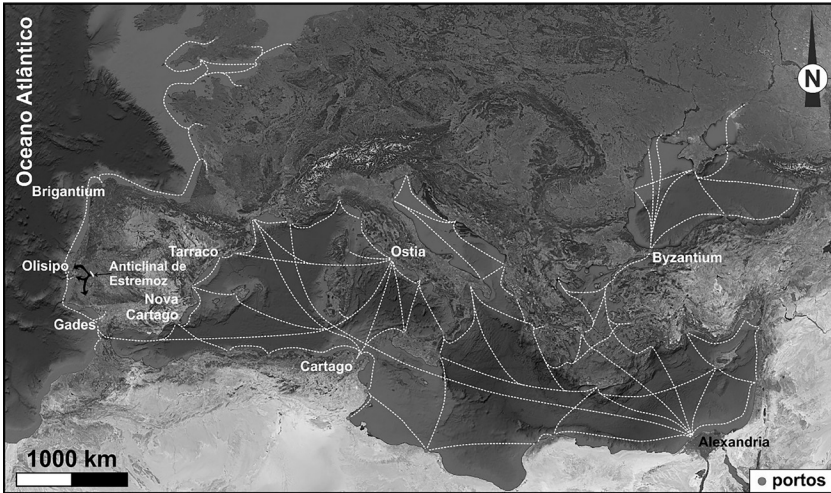 Oceano Atlântico
N
Brigantium
Tarraco
Ostia
Byzantium
Olisipo
Anticlinal de
Estremoz
Nova
Cartago
Gades
Cartago
Alexandria
1000 km
portos